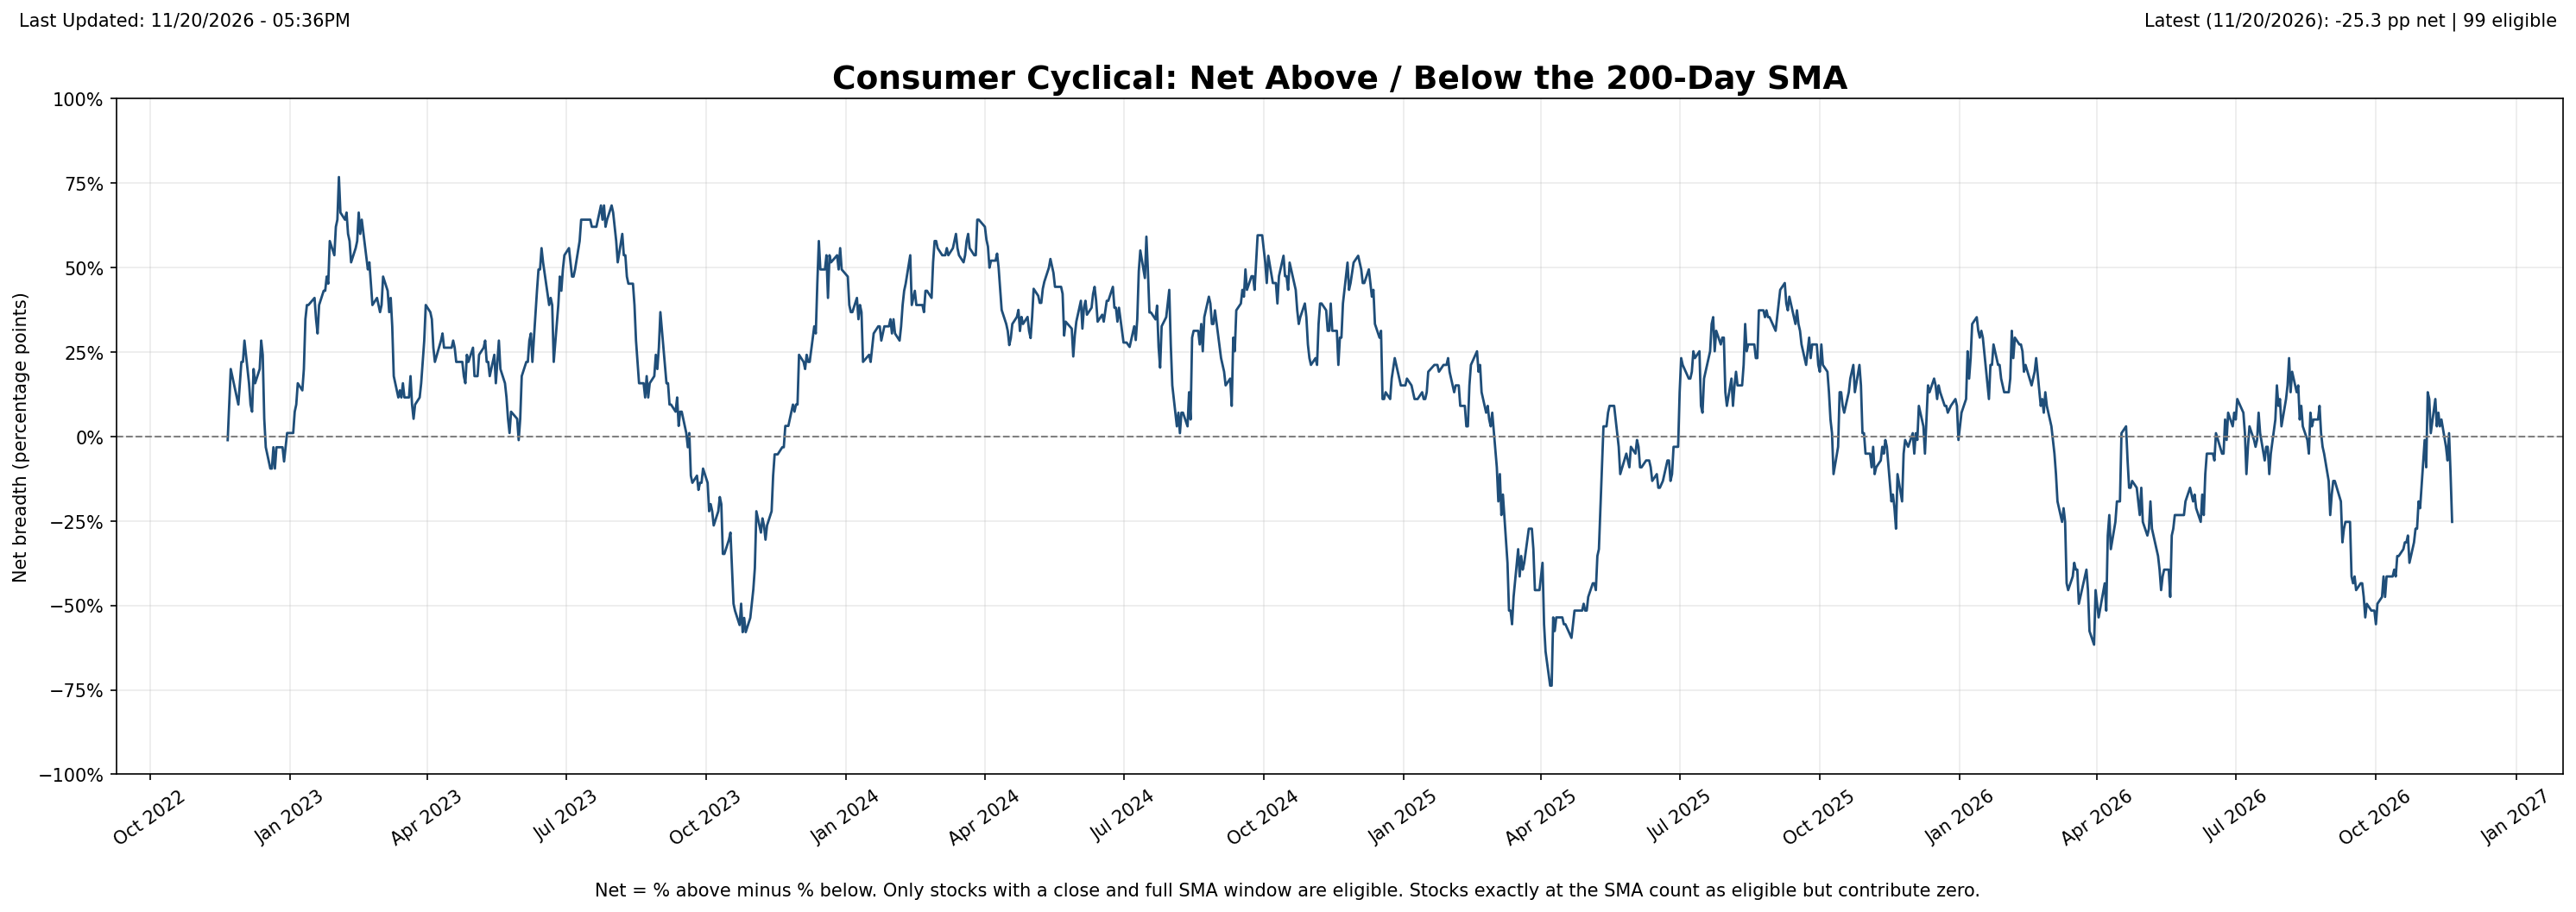 Last Updated: 11/20/2026 - 05:36PM
Latest (11/20/2026): -25.3 pp net | 99 eligible
Consumer Cyclical: Net Above / Below the 200-Day SMA
Net breadth (percentage points)
100%
75%
50%
25%
0%
−25%
−50%
−75%
−100%
Oct 2022
Jan 2023
Apr 2023
Jul 2023
Oct 2023
Jan 2024
Apr 2024
Jul 2024
Oct 2024
Jan 2025
Apr 2025
Jul 2025
Oct 2025
Jan 2026
Apr 2026
Jul 2026
Oct 2026
Jan 2027
Net = % above minus % below. Only stocks with a close and full SMA window are eligible. Stocks exactly at the SMA count as eligible but contribute zero.